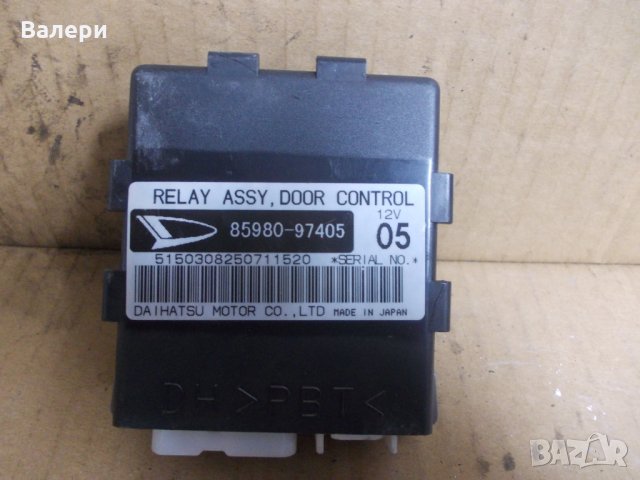 Валери
RELAY ASSY, DOOR CONTROL
12V
85980-97405
05
5150308250711520 *SERIAL NO.*
DAIHATSU MOTOR CO.,LTD MADE IN JAPAN
DH >PBT<
BAZAR